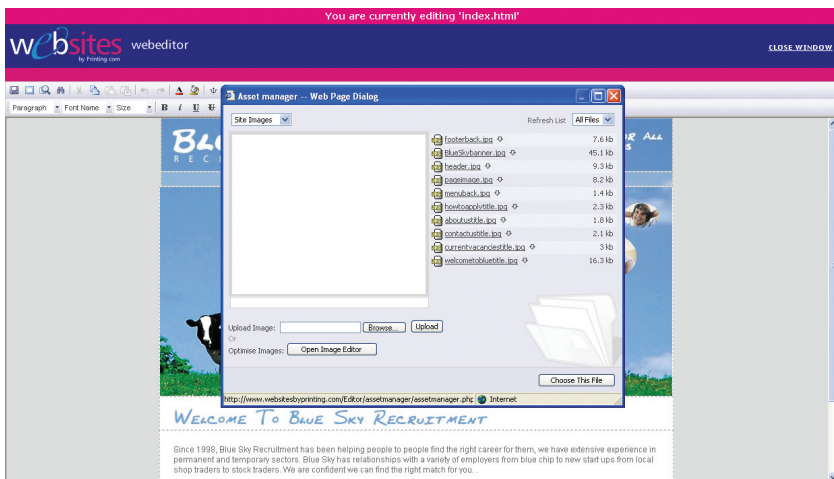 You are currently editing 'index.html'
websites webeditor
by Printing.com
CLOSE WINDOW
Paragraph Font Name Size B i U
Asset manager -- Web Page Dialog
Site Images Refresh List All Files
footerback.jpg 7.6 kb
BlueSkybanner.jpg 45.1 kb
header.jpg 9.3 kb
pageimage.jpg 8.2 kb
menuback.jpg 1.4 kb
howtoapplytitle.jpg 2.3 kb
aboutustitle.jpg 1.8 kb
contactustitle.jpg 2.1 kb
currentvacanciestitle.jpg 3 kb
welcometobluetitle.jpg 16.3 kb
Upload Image: Browse... Upload
Or
Optimise Images: Open Image Editor
Choose This File
http://www.websitesbyprinting.com/Editor/assetmanager/assetmanager.php Internet
Welcome To Blue Sky Recruitment
Since 1998, Blue Sky Recruitment has been helping people to people find the right career for them, we have extensive experience in
permanent and temporary sectors. Blue Sky has relationships with a variety of employers from blue chip to new start ups from local
shop traders to stock traders. We are confident we can find the right match for you. .